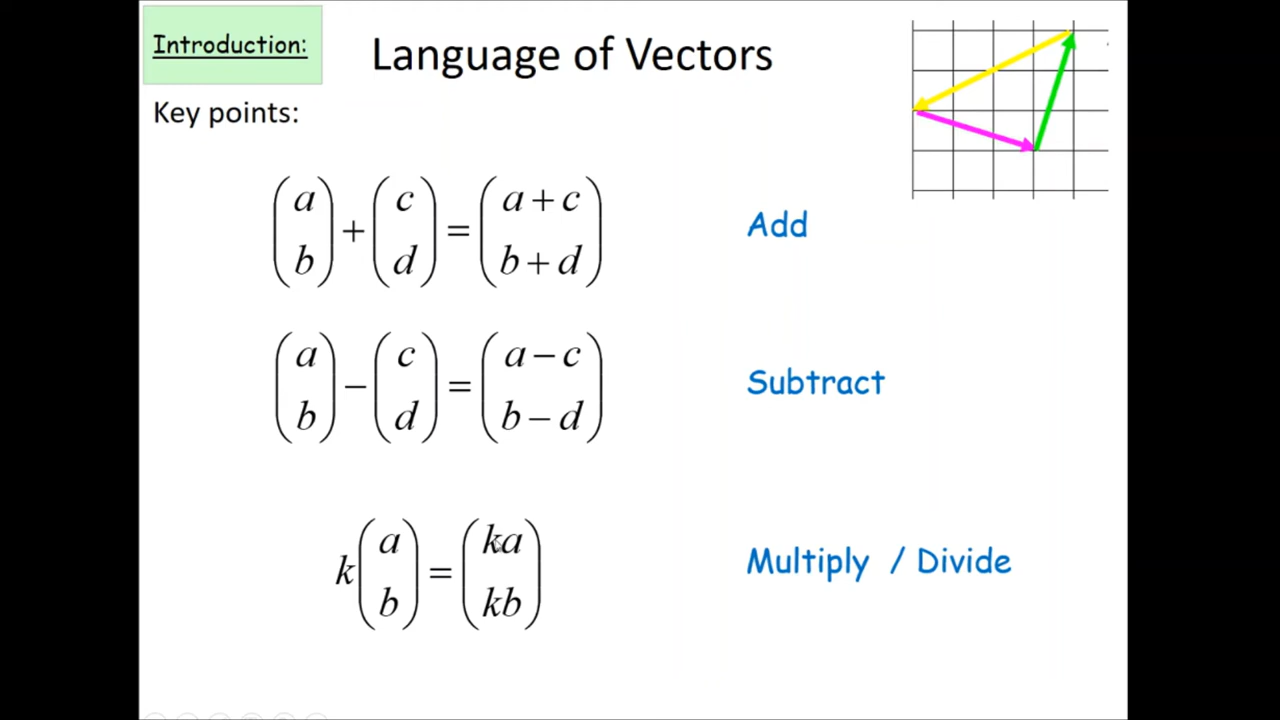 Introduction:
Language of Vectors
Key points:
(a b) + (c d) = (a + c b + d)
Add
(a b) − (c d) = (a − c b − d)
Subtract
k (a b) = (ka kb)
Multiply / Divide